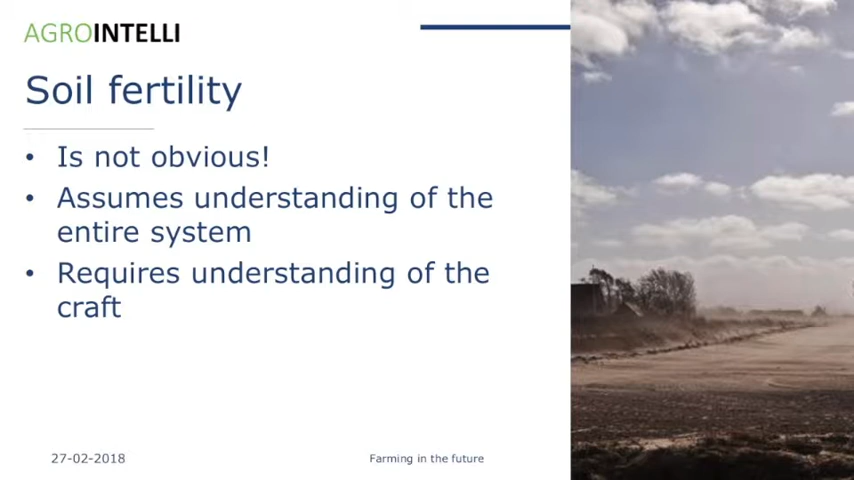 AGROINTELLI
Soil fertility
• Is not obvious!
• Assumes understanding of the
entire system
• Requires understanding of the
craft
27-02-2018
Farming in the future